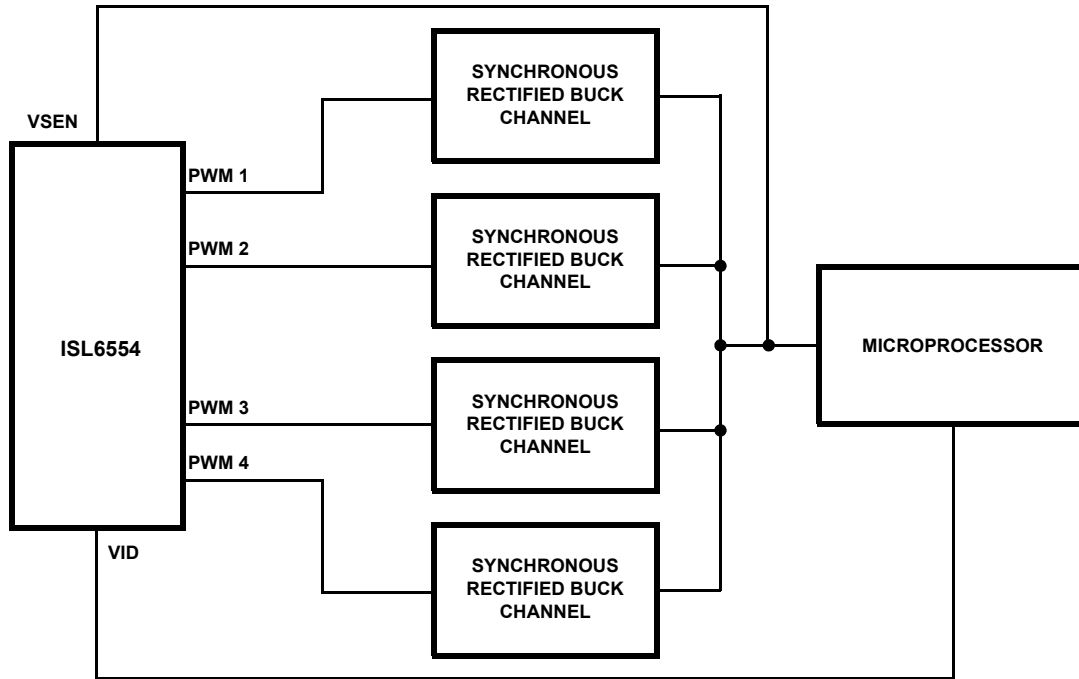 VSEN
ISL6554
VID
PWM 1
PWM 2
PWM 3
PWM 4
SYNCHRONOUS
RECTIFIED BUCK
CHANNEL
SYNCHRONOUS
RECTIFIED BUCK
CHANNEL
SYNCHRONOUS
RECTIFIED BUCK
CHANNEL
SYNCHRONOUS
RECTIFIED BUCK
CHANNEL
MICROPROCESSOR